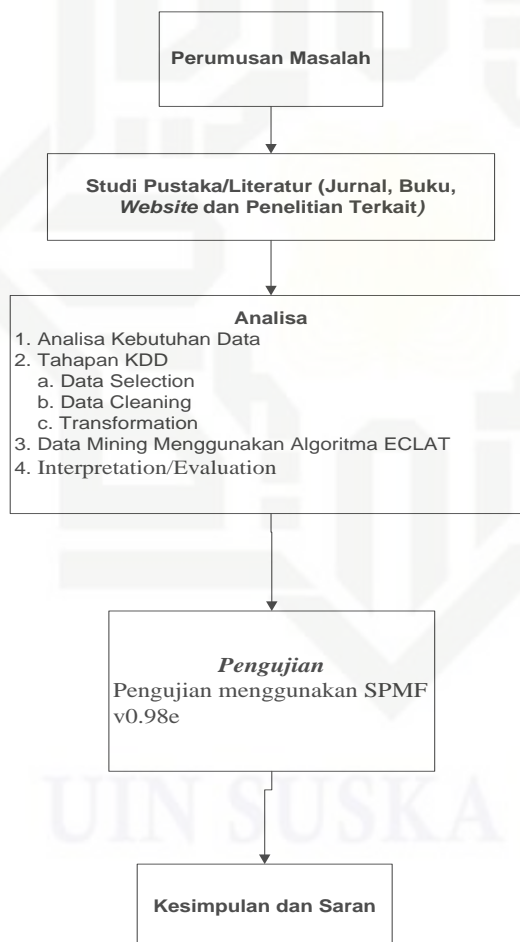 Perumusan Masalah
Studi Pustaka/Literatur (Jurnal, Buku,
Website dan Penelitian Terkait)
Analisa
1. Analisa Kebutuhan Data
2. Tahapan KDD
a. Data Selection
b. Data Cleaning
c. Transformation
3. Data Mining Menggunakan Algoritma ECLAT
4. Interpretation/Evaluation
Pengujian
Pengujian menggunakan SPMF
v0.98e
UIN SUSKA
Kesimpulan dan Saran